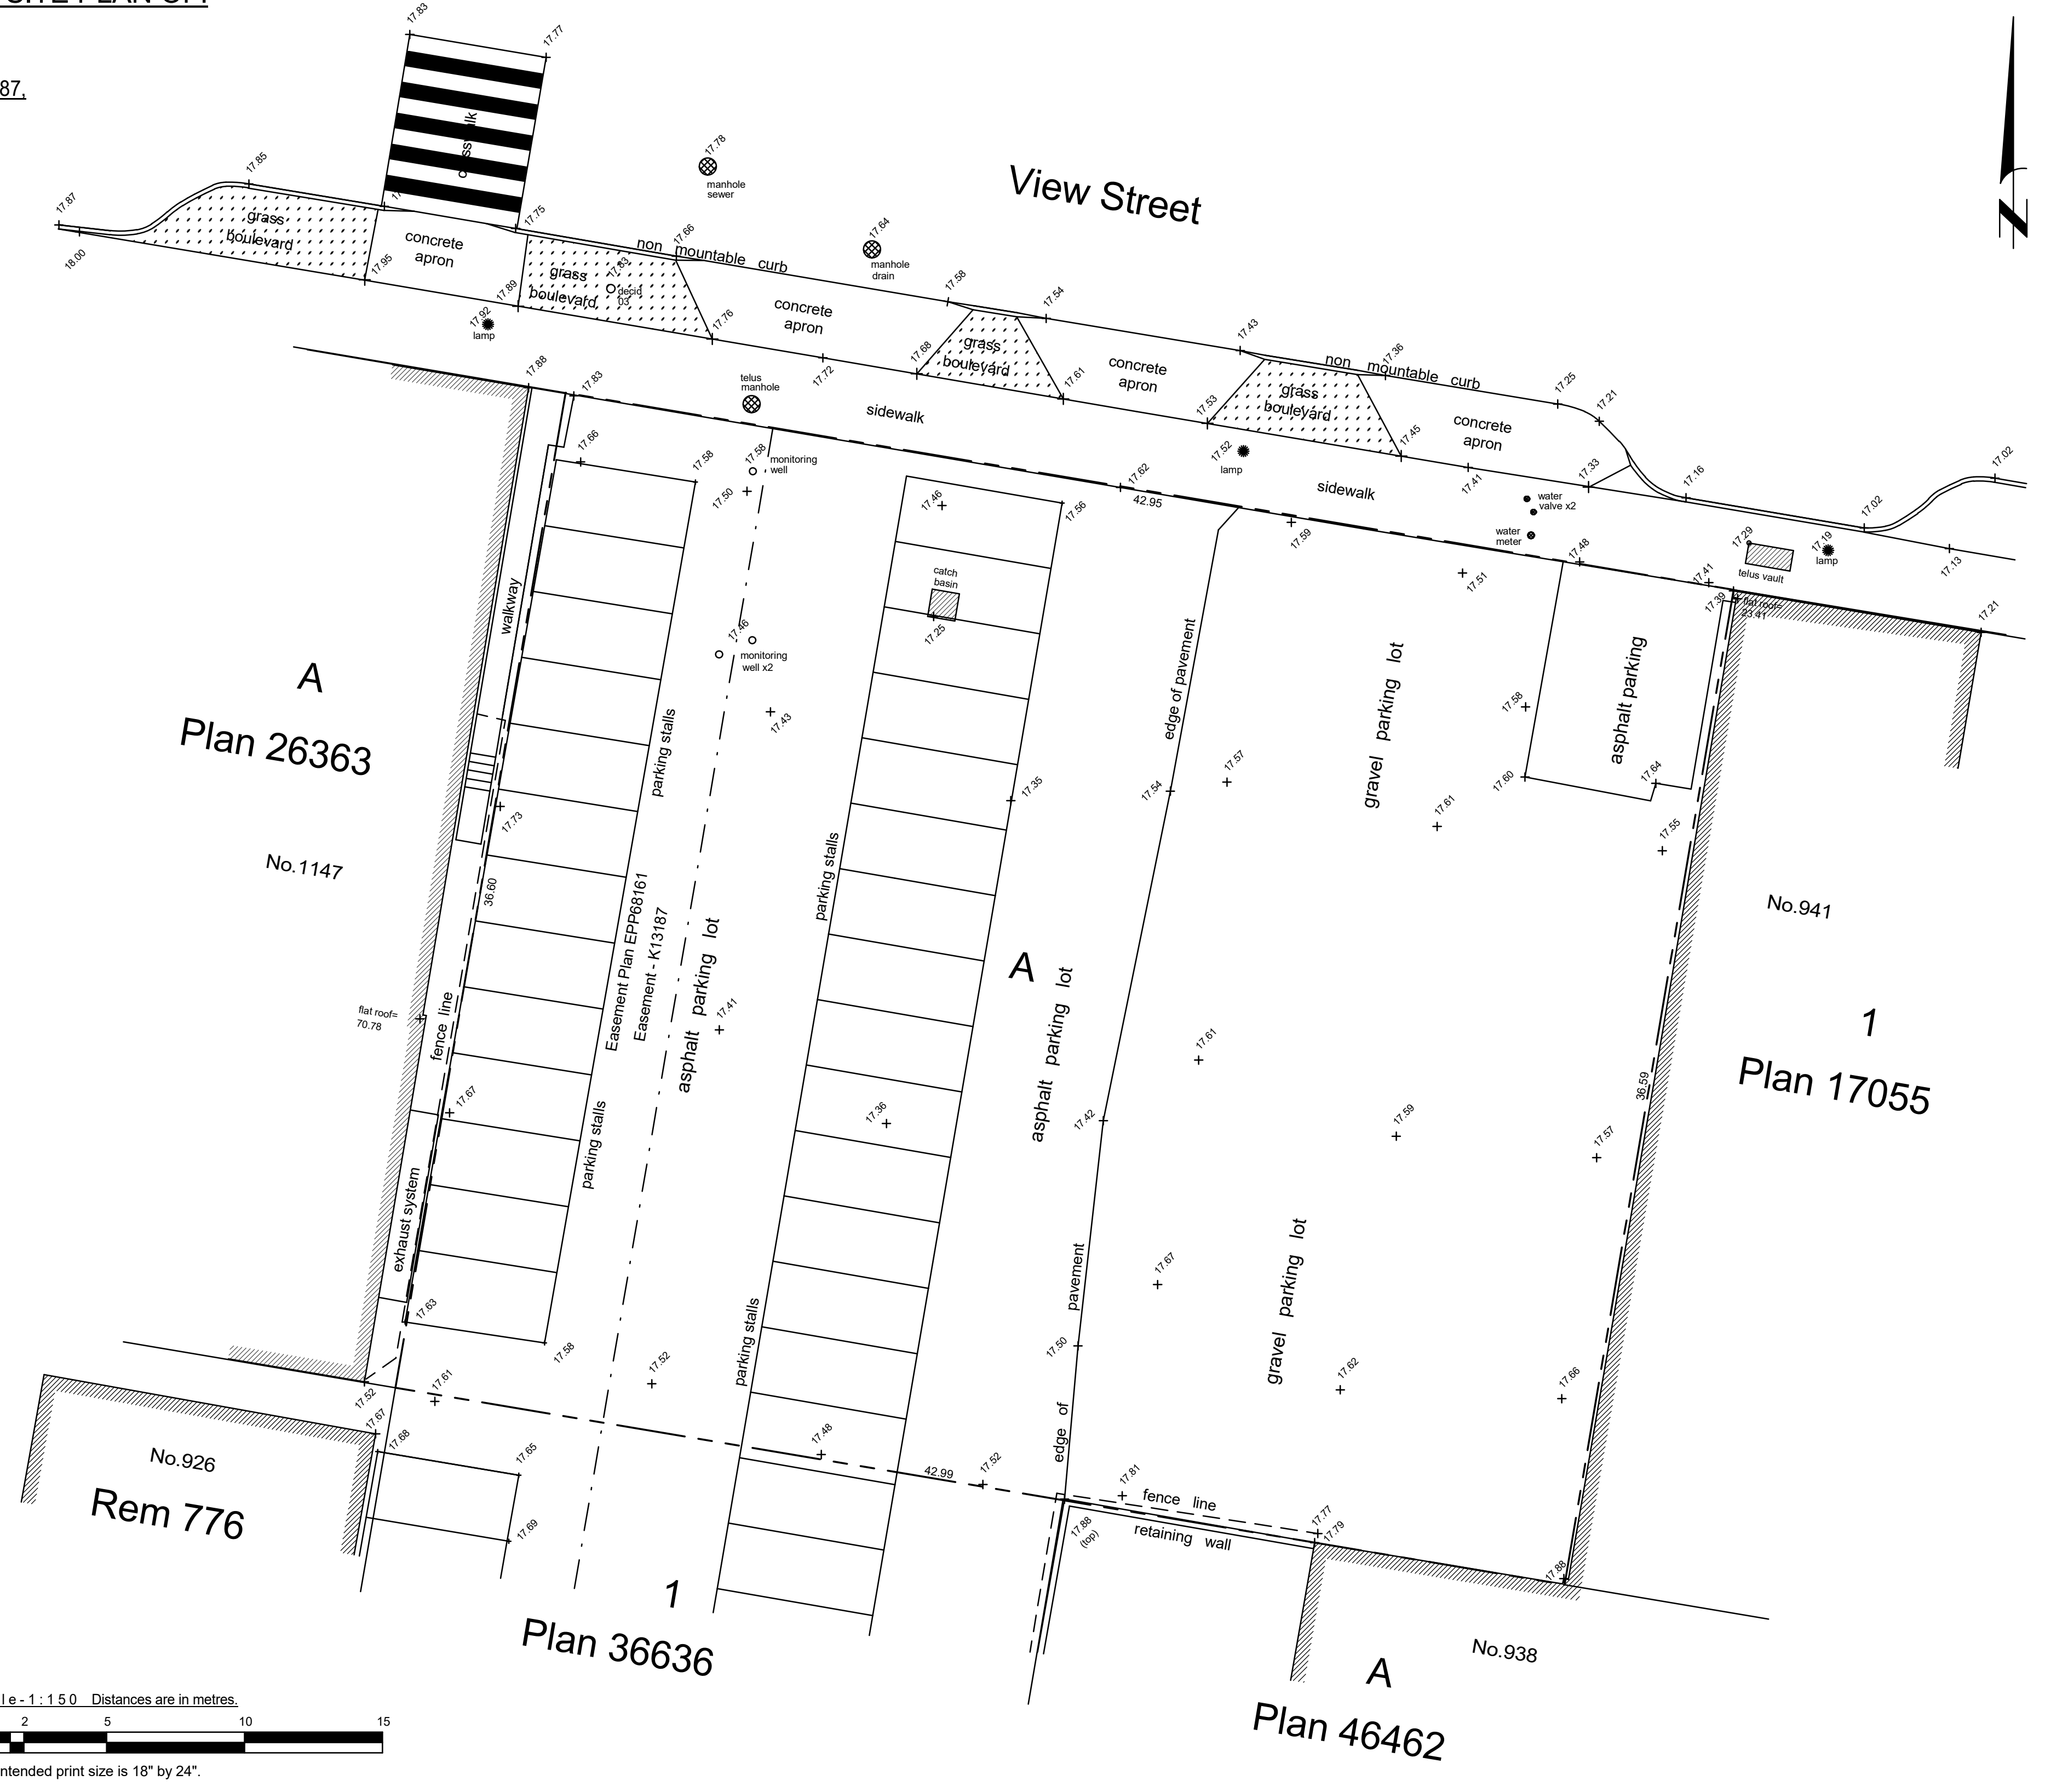 87,
17.83
17.77
17.85
17.87
18.00
grass
boulevard
17.95
concrete
apron
17.75
17.89
17.92
lamp
grass
boulevard
17.83
decid
03
17.78
manhole
sewer
17.64
manhole
drain
View Street
non mountable curb
17.66
17.76
concrete
apron
17.72
17.58
17.54
17.68
grass
boulevard
17.61
concrete
apron
17.43
non mountable curb
17.36
17.53
grass
boulevard
17.45
17.52
lamp
concrete
apron
17.41
17.33
17.25
17.21
17.16
17.02
17.02
17.13
N
17.88
17.83
telus
manhole
sidewalk
17.62
42.95
sidewalk
17.59
water
valve x2
water
meter
17.48
17.51
17.41
17.39
flat roof=
23.41
17.29
telus vault
17.19
lamp
17.21
17.66
17.58
17.58
monitoring
well
17.50
17.46
17.56
catch
basin
17.25
walkway
17.46
monitoring
well x2
17.43
parking stalls
A
Plan 26363
No.1147
17.73
36.60
17.35
edge of pavement
17.54
17.57
gravel parking lot
17.61
17.58
17.60
asphalt parking
17.64
17.55
No.941
1
Plan 17055
36.59
parking stalls
Easement Plan EPP68161
Easement - K13187
asphalt parking lot
17.41
A
asphalt parking lot
17.61
17.42
17.36
17.59
17.57
flat roof=
70.78
fence line
17.67
parking stalls
exhaust system
17.63
17.58
17.52
17.61
17.52
parking stalls
pavement
17.67
gravel parking lot
17.50
17.62
17.66
17.67
17.68
17.65
17.69
No.926
Rem 776
17.48
42.99
17.52
edge of
17.81
fence line
17.88
(top)
retaining wall
17.77
17.79
17.88
1
Plan 36636
No.938
A
Plan 46462
le - 1 : 150 Distances are in metres.
2 5 10 15
ntended print size is 18" by 24".